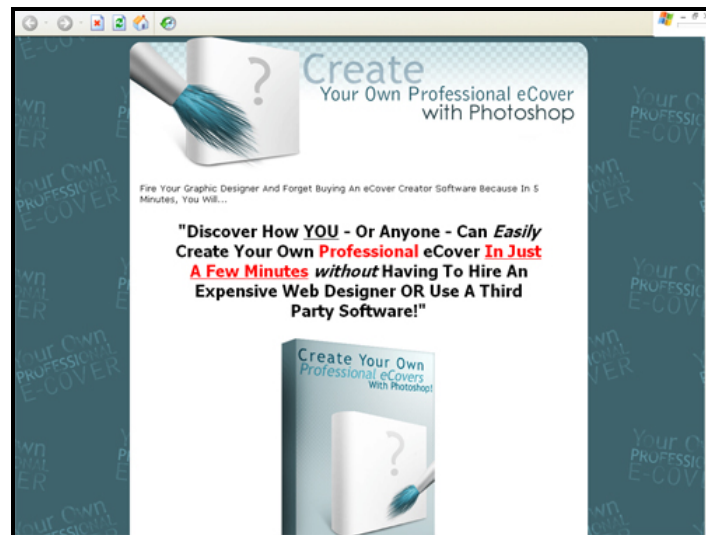 Create
Your Own Professional eCover
with Photoshop
Fire Your Graphic Designer And Forget Buying An eCover Creator Software Because In 5
Minutes, You Will...
"Discover How YOU - Or Anyone - Can Easily
Create Your Own Professional eCover In Just
A Few Minutes without Having To Hire An
Expensive Web Designer OR Use A Third
Party Software!"
Create Your Own
Professional eCovers
With Photoshop!
?
?
Your Own
PROFESSIONAL
E-COVER